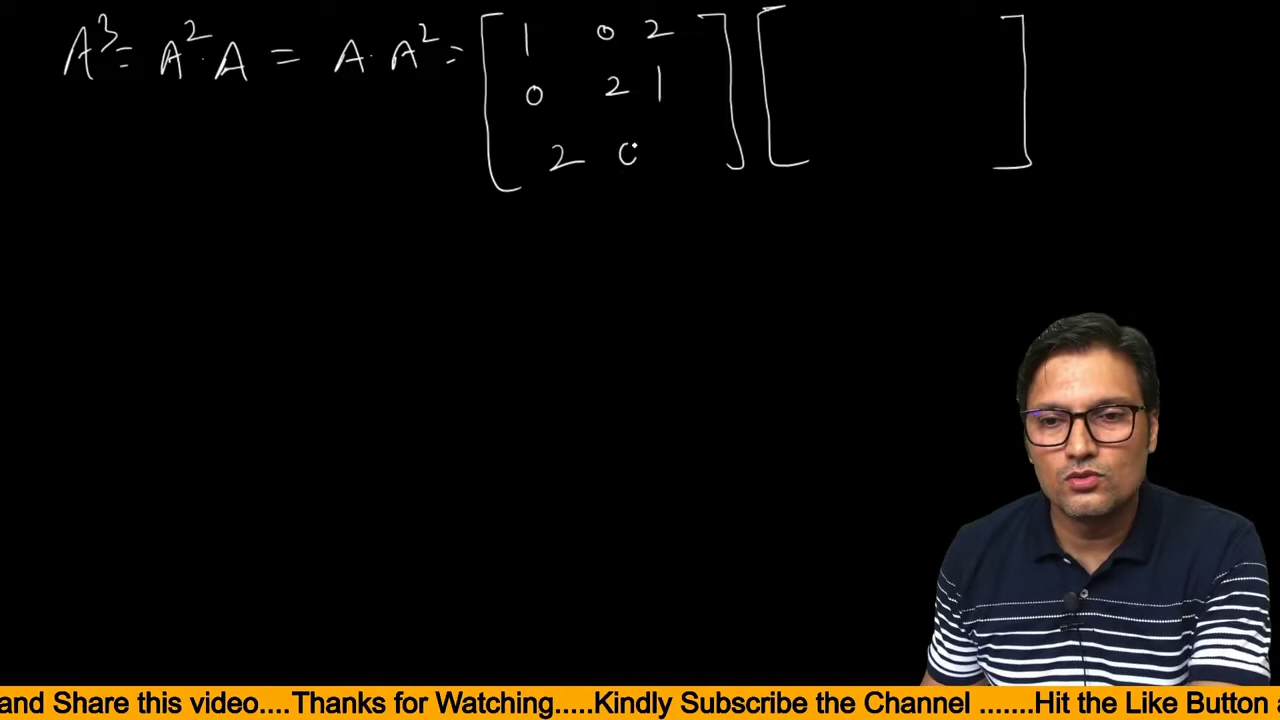 A³ = A² · A = A · A² = [ 1 0 2 ] [ ]
0 2 1
2 0
and Share this video....Thanks for Watching.....Kindly Subscribe the Channel .......Hit the Like Button